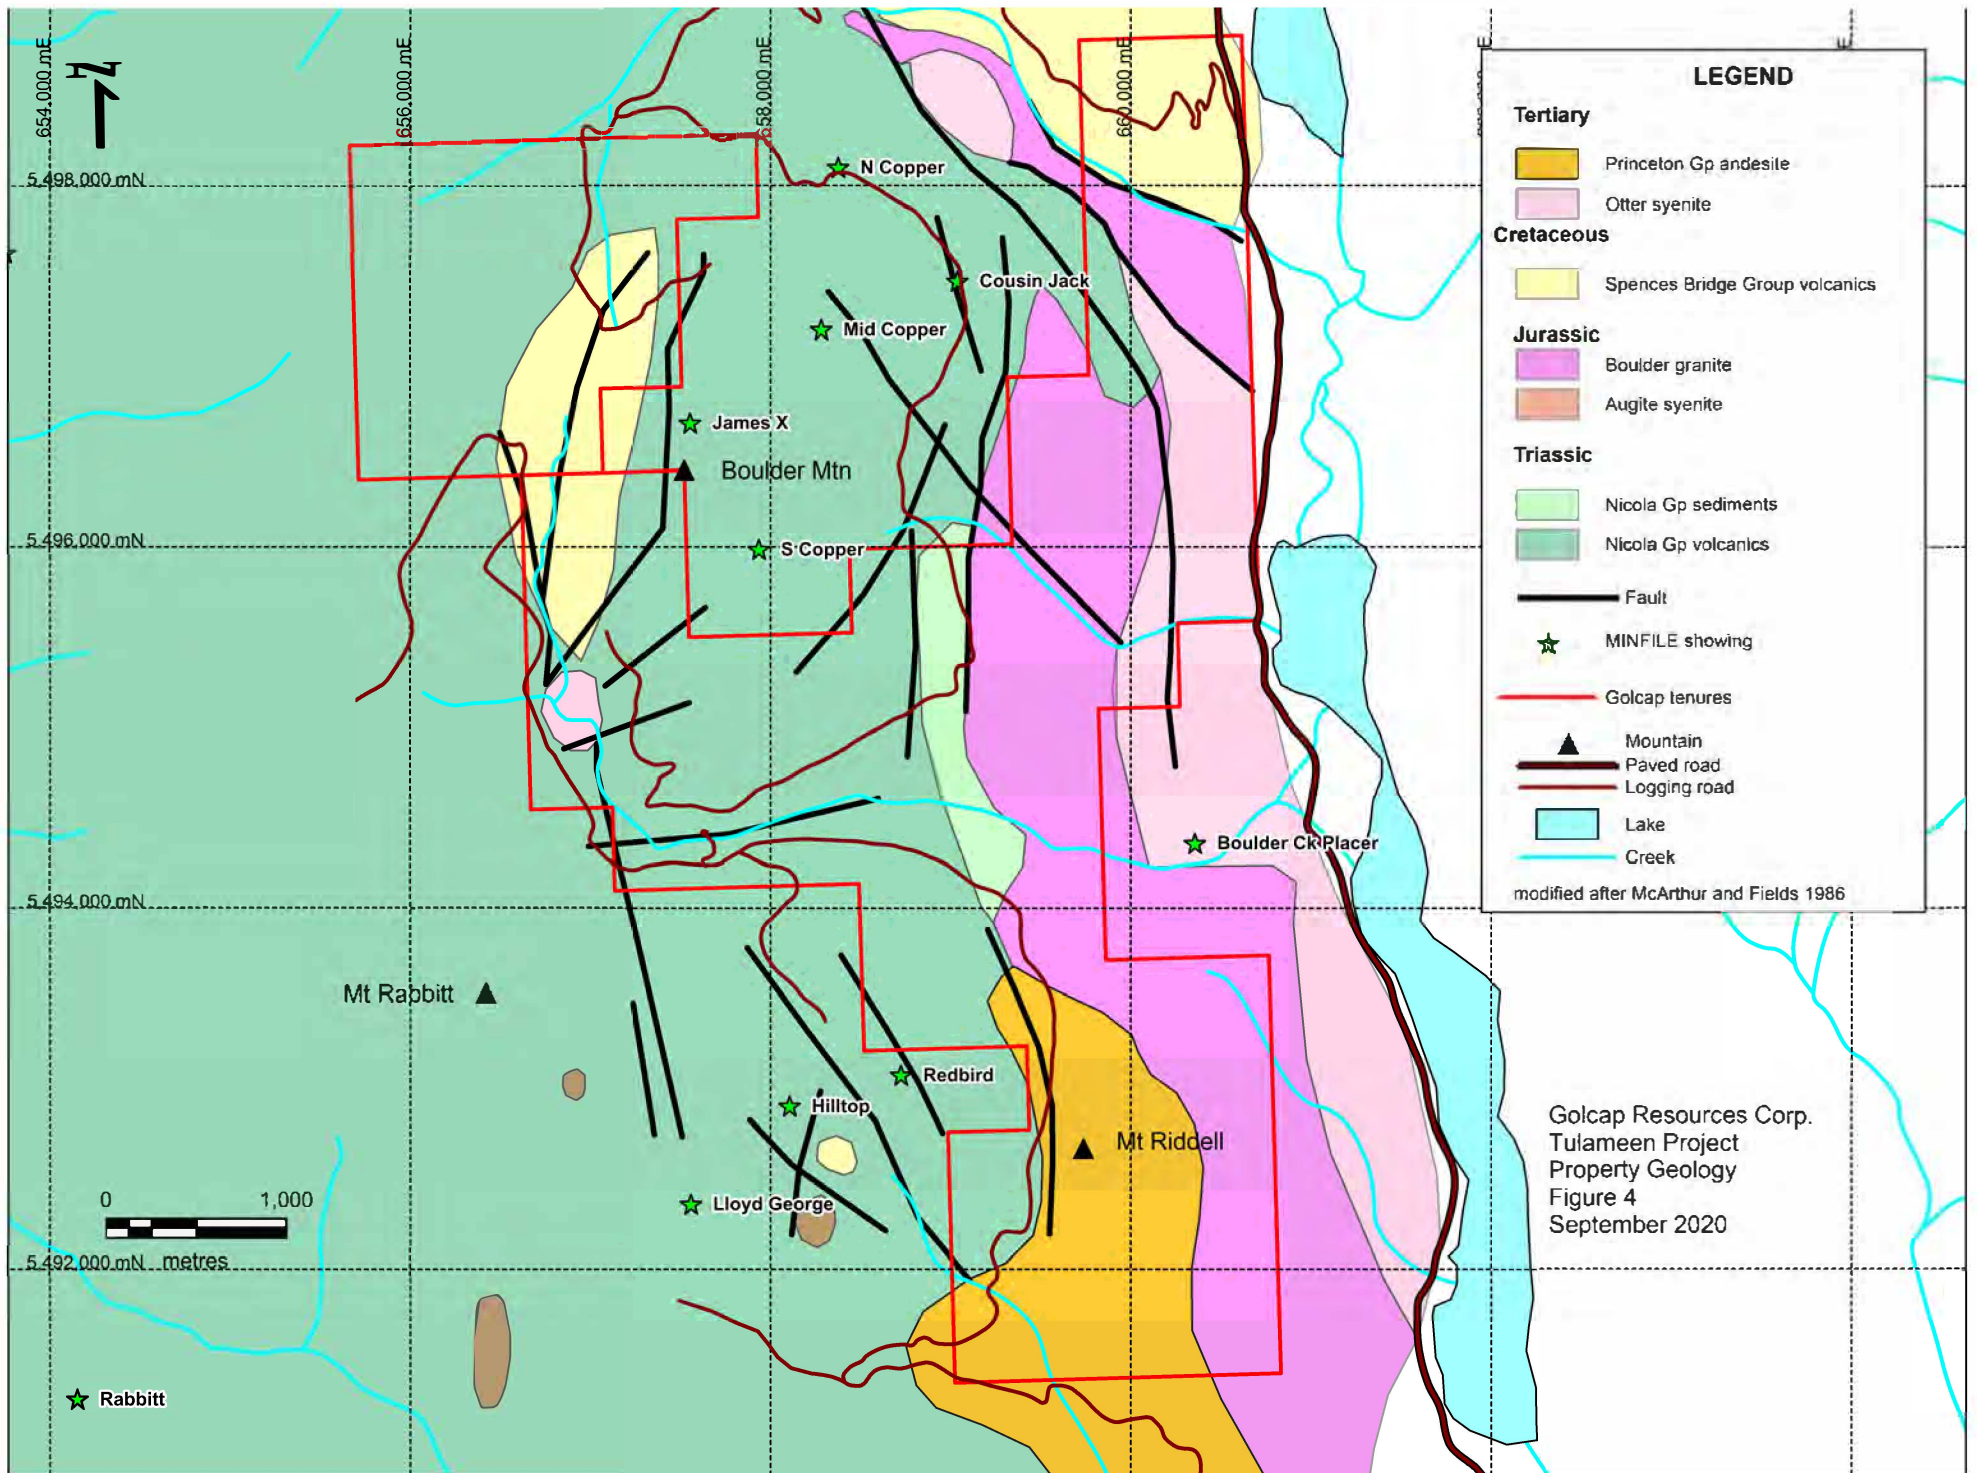 654,000 mE
656,000 mE
658,000 mE
660,000 mE
N
5,498,000 mN
5,496,000 mN
5,494,000 mN
5,492,000 mN
N Copper
Cousin Jack
Mid Copper
James X
Boulder Mtn
S Copper
Boulder Ck Placer
Mt Rabbitt
Redbird
Hilltop
Mt Riddell
Lloyd George
Rabbitt
0 1,000
metres
LEGEND
Tertiary
Princeton Gp andesite
Otter syenite
Cretaceous
Spences Bridge Group volcanics
Jurassic
Boulder granite
Augite syenite
Triassic
Nicola Gp sediments
Nicola Gp volcanics
Fault
MINFILE showing
Golcap tenures
Mountain
Paved road
Logging road
Lake
Creek
modified after McArthur and Fields 1986
Golcap Resources Corp.
Tulameen Project
Property Geology
Figure 4
September 2020